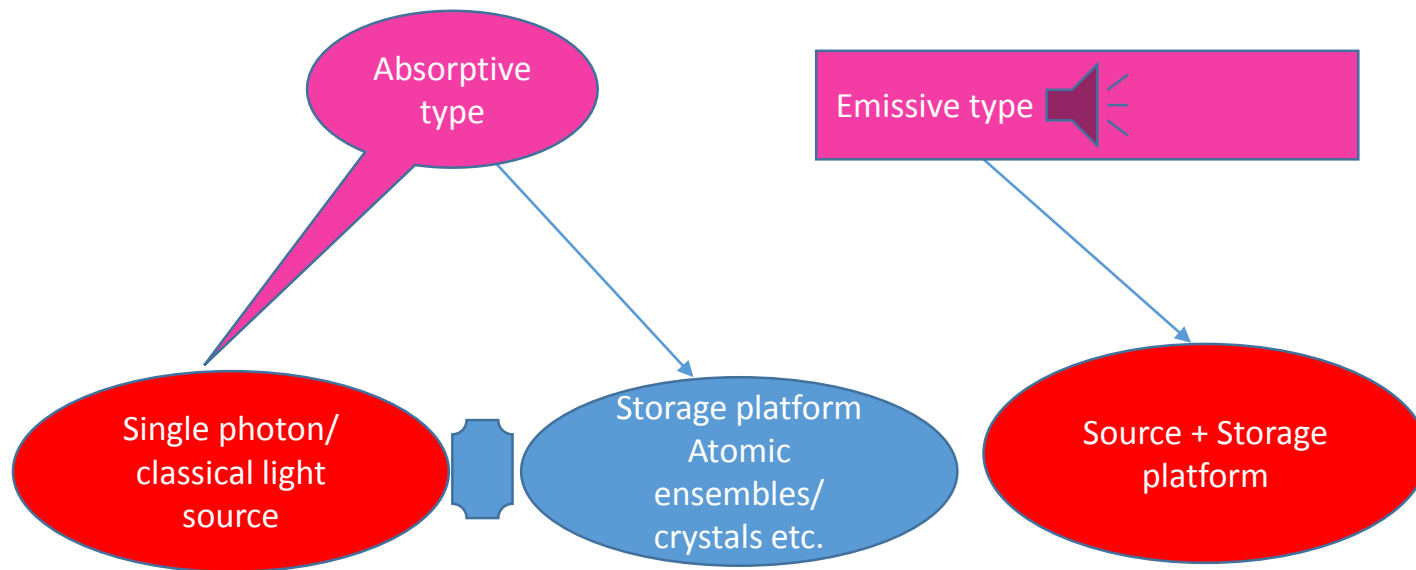 Absorptive
type
Emissive type
Single photon/
classical light
source
Storage platform
Atomic
ensembles/
crystals etc.
Source + Storage
platform